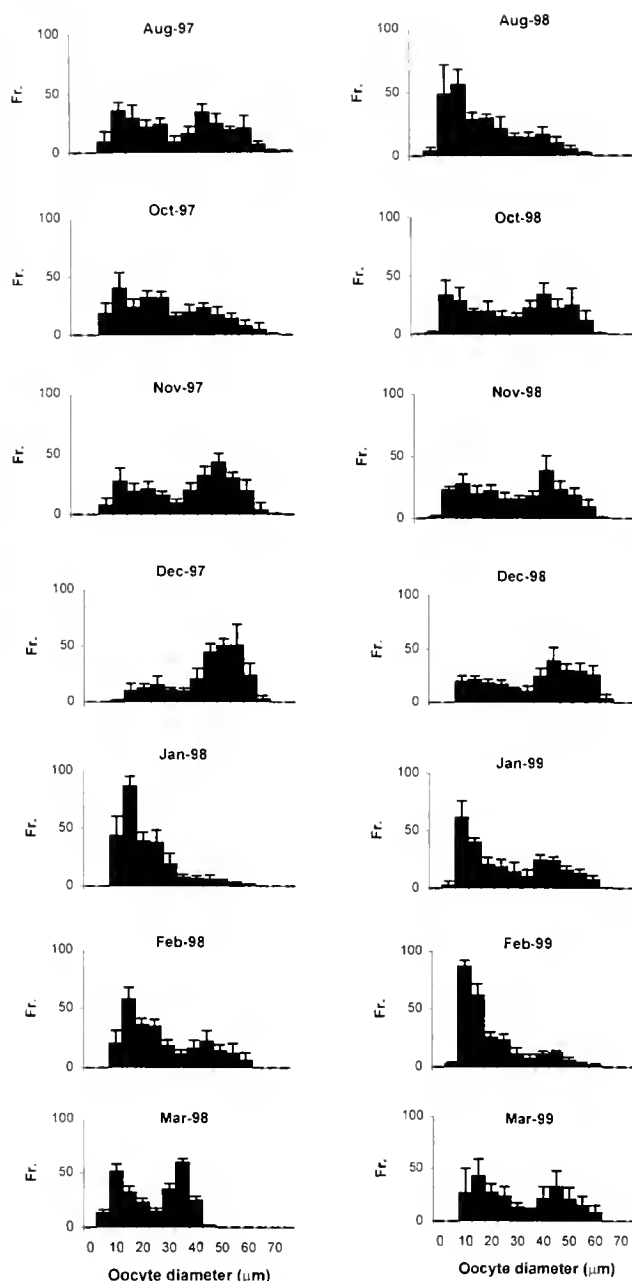 Aug-97
100
50
0
Fr.
Oct-97
100
50
0
Fr.
Nov-97
100
50
0
Fr.
Dec-97
100
50
0
Fr.
Jan-98
100
50
0
Fr.
Feb-98
100
50
0
Fr.
Mar-98
100
50
0
Fr.
0 10 20 30 40 50 60 70
Oocyte diameter (μm)
Aug-98
100
50
0
Fr.
Oct-98
100
50
0
Fr.
Nov-98
100
50
0
Fr.
Dec-98
100
50
0
Fr.
Jan-99
100
50
0
Fr.
Feb-99
100
50
0
Fr.
Mar-99
100
50
0
Fr.
0 10 20 30 40 50 60 70
Oocyte diameter (μm)